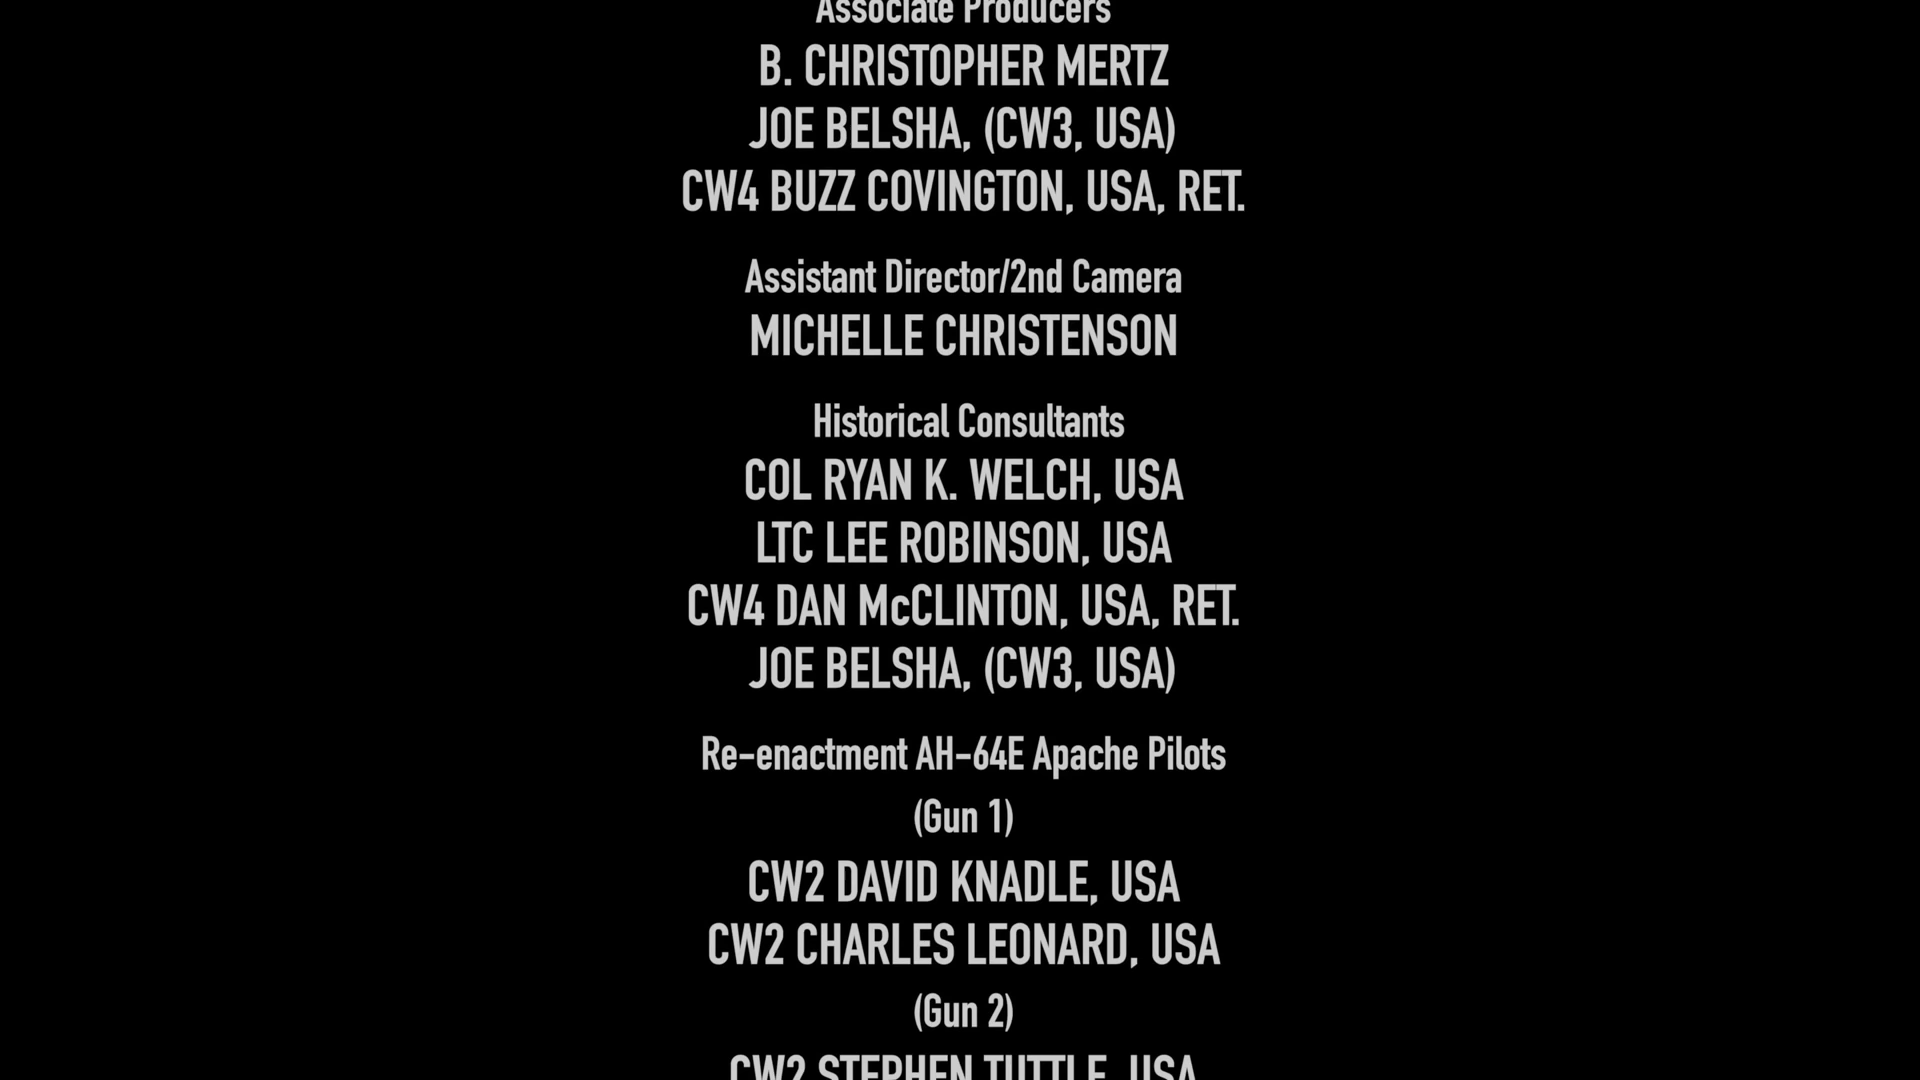 Associate Producers
B. CHRISTOPHER MERTZ
JOE BELSHA, (CW3, USA)
CW4 BUZZ COVINGTON, USA, RET.
Assistant Director/2nd Camera
MICHELLE CHRISTENSON
Historical Consultants
COL RYAN K. WELCH, USA
LTC LEE ROBINSON, USA
CW4 DAN McCLINTON, USA, RET.
JOE BELSHA, (CW3, USA)
Re-enactment AH-64E Apache Pilots
(Gun 1)
CW2 DAVID KNADLE, USA
CW2 CHARLES LEONARD, USA
(Gun 2)
CW2 STEPHEN TUTTLE, USA